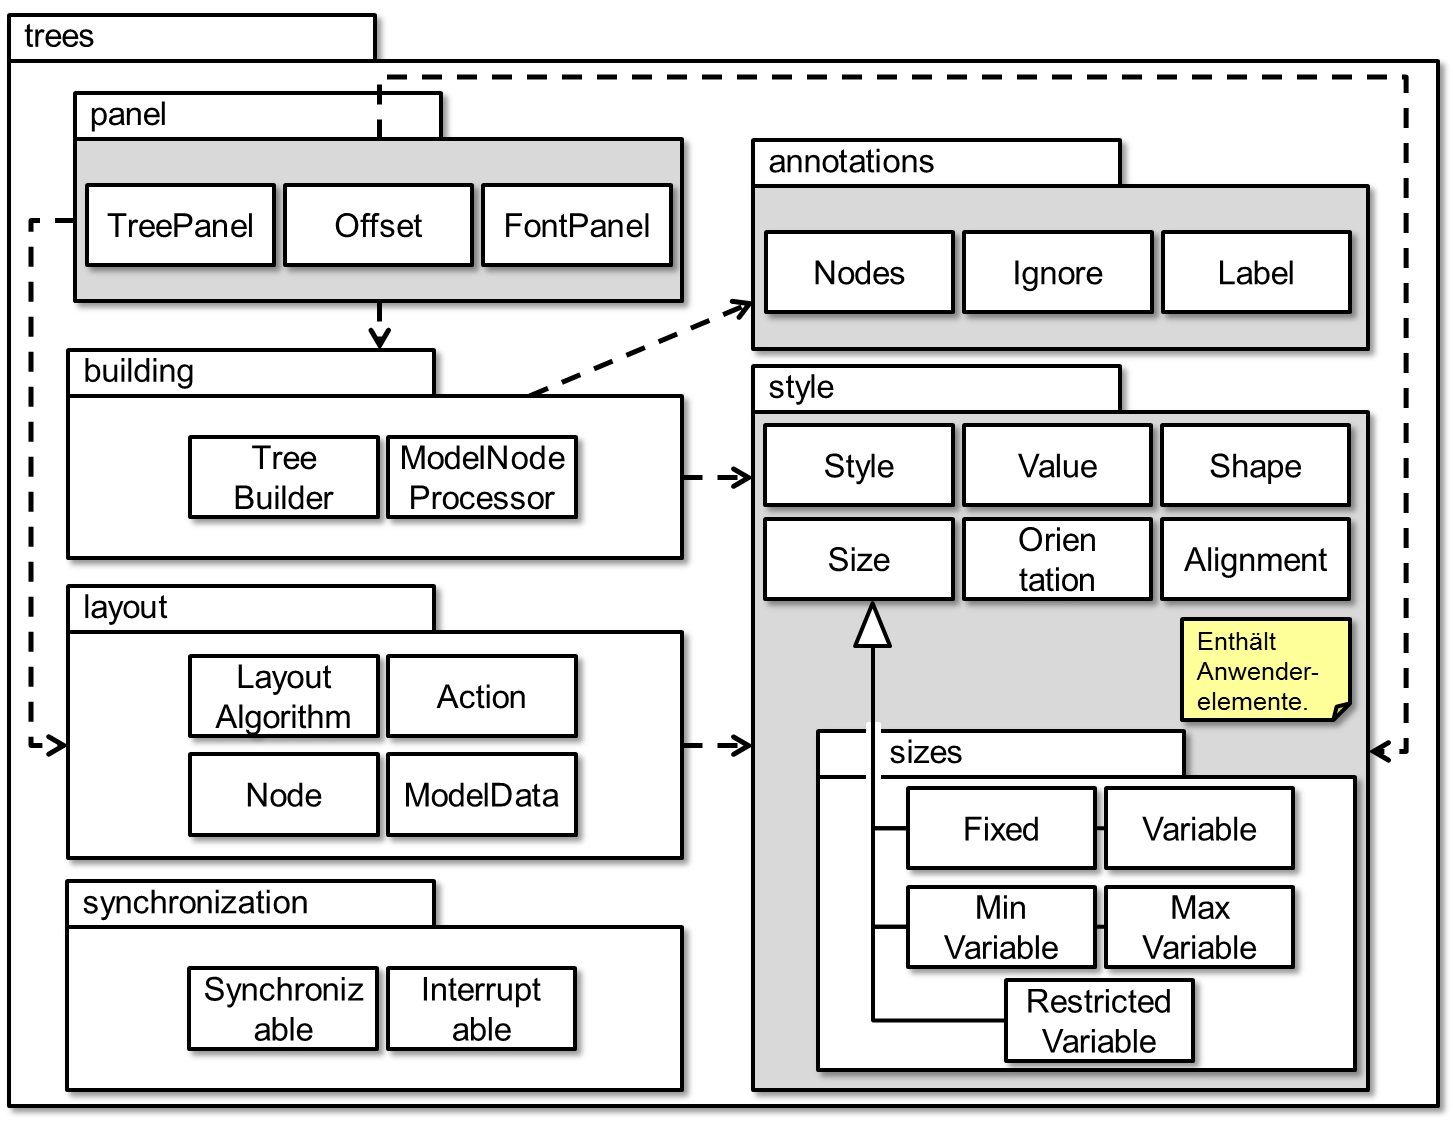 trees
panel
TreePanel
Offset
FontPanel
annotations
Nodes
Ignore
Label
building
Tree
Builder
ModelNode
Processor
style
Style
Value
Shape
Size
Orien
tation
Alignment
Enthält
Anwender-
elemente.
layout
Layout
Algorithm
Action
Node
ModelData
sizes
Fixed
Variable
Min
Variable
Max
Variable
Restricted
Variable
synchronization
Synchroniz
able
Interrupt
able